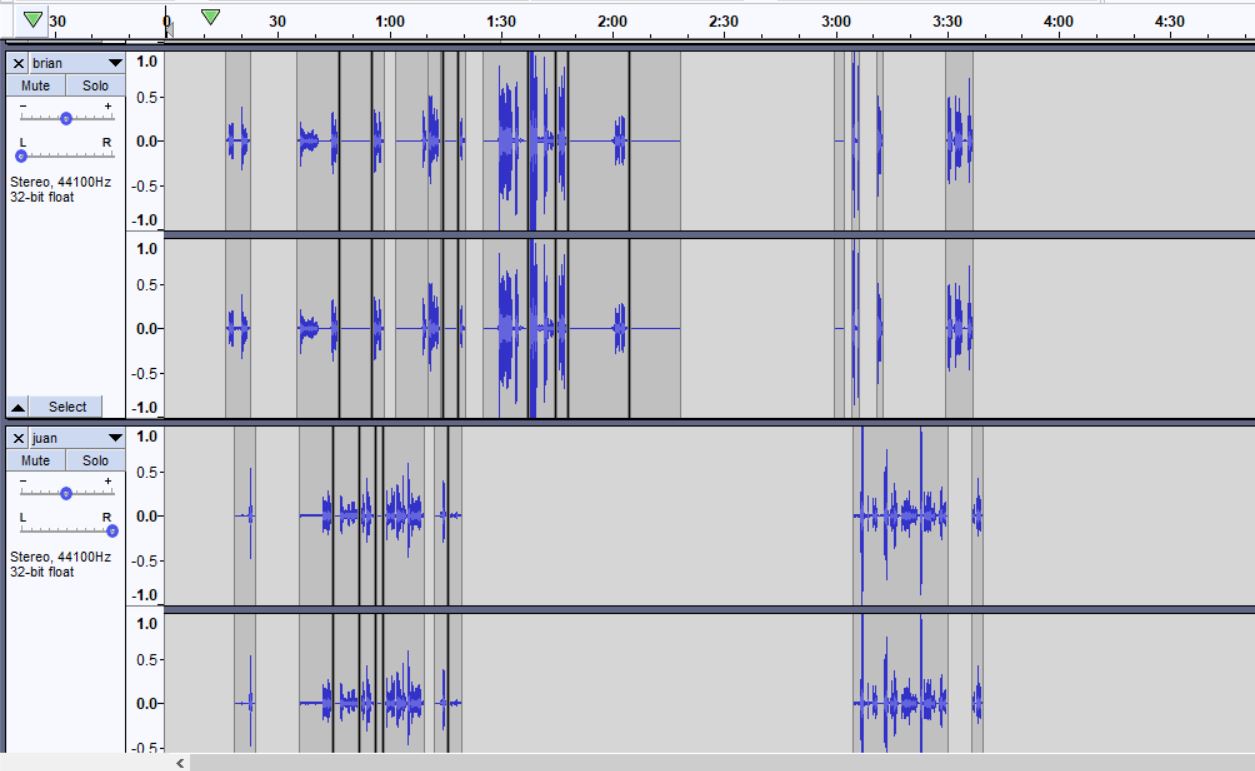 30 0 30 1:00 1:30 2:00 2:30 3:00 3:30 4:00 4:30
brian
Mute Solo
- +
L R
Stereo, 44100Hz
32-bit float
1.0
0.5-
0.0-
-0.5-
-1.0
1.0
0.5-
0.0-
-0.5-
-1.0
Select
juan
Mute Solo
- +
L R
Stereo, 44100Hz
32-bit float
1.0
0.5-
0.0-
-0.5-
-1.0
1.0
0.5-
0.0-
-0.5